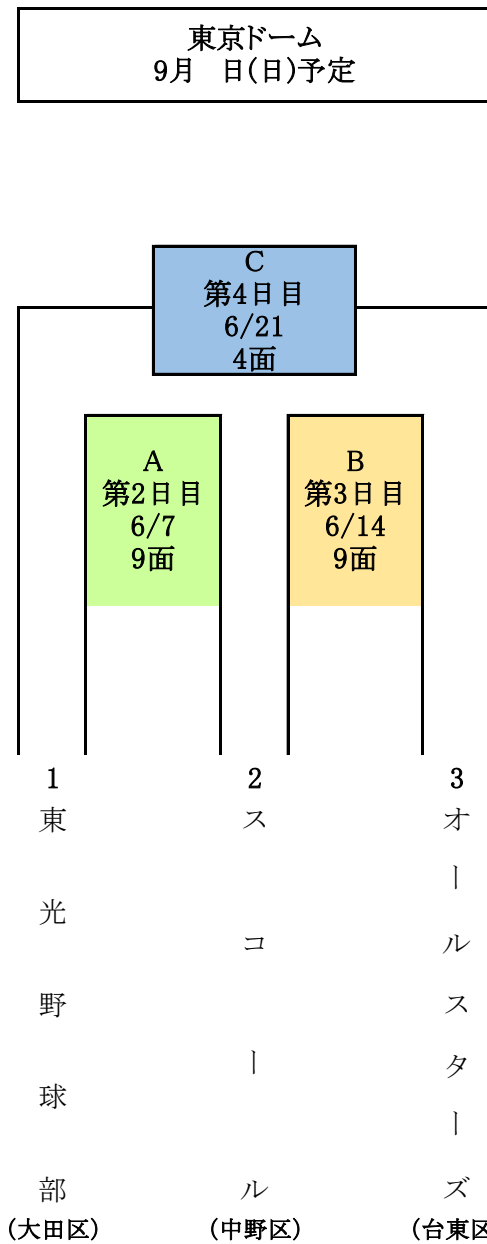 東京ドーム
9月　日(日)予定
C
第4日目
6/21
4面
A
第2日目
6/7
9面
B
第3日目
6/14
9面
1
東光野球部
(大田区)
2
スコール
(中野区)
3
オールスターズ
(台東区